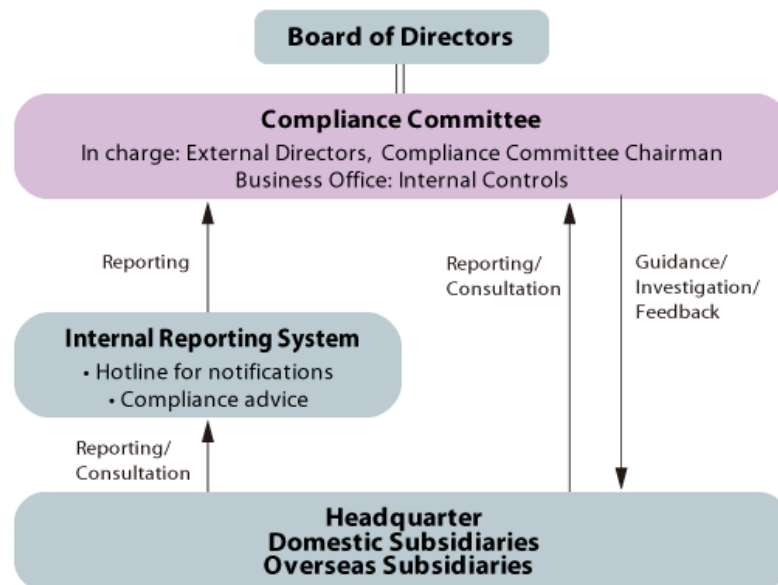 Board of Directors
Compliance Committee
In charge: External Directors, Compliance Committee Chairman
Business Office: Internal Controls
Reporting
Reporting/
Consultation
Guidance/
Investigation/
Feedback
Internal Reporting System
• Hotline for notifications
• Compliance advice
Reporting/
Consultation
Headquarter
Domestic Subsidiaries
Overseas Subsidiaries